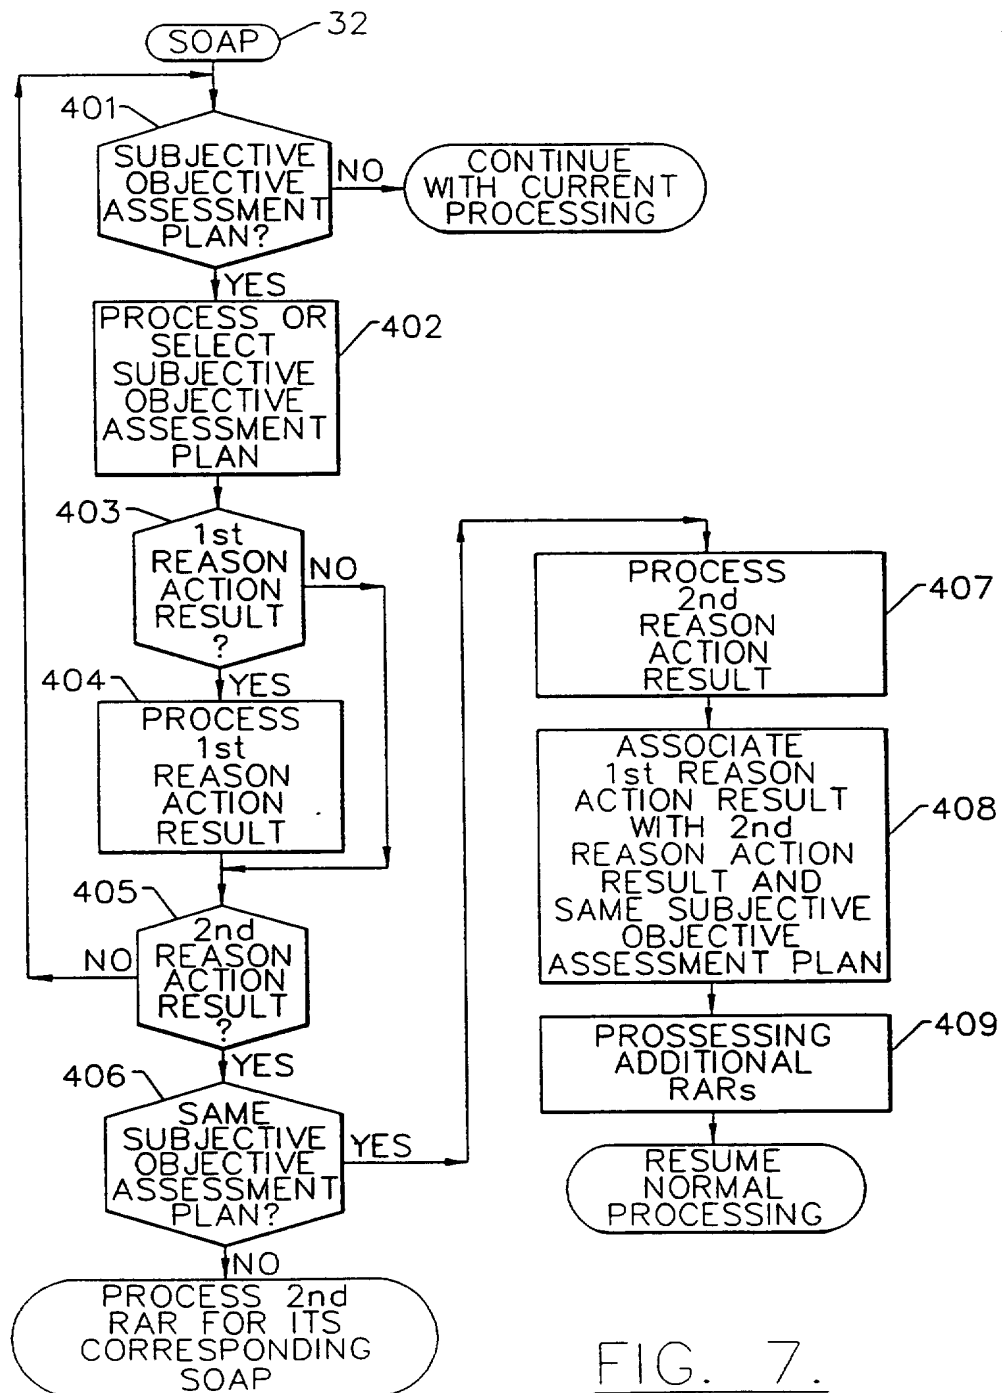 SOAP
32
401
SUBJECTIVE
OBJECTIVE
ASSESSMENT
PLAN?
NO
CONTINUE
WITH CURRENT
PROCESSING
YES
PROCESS OR
SELECT
SUBJECTIVE
OBJECTIVE
ASSESSMENT
PLAN
402
403
1st
REASON
ACTION
RESULT
?
NO
YES
404
PROCESS
1st
REASON
ACTION
RESULT
405
2nd
REASON
ACTION
RESULT
?
NO
YES
406
SAME
SUBJECTIVE
OBJECTIVE
ASSESSMENT
PLAN?
YES
NO
PROCESS 2nd
RAR FOR ITS
CORRESPONDING
SOAP
PROCESS
2nd
REASON
ACTION
RESULT
407
ASSOCIATE
1st REASON
ACTION RESULT
WITH 2nd
REASON ACTION
RESULT AND
SAME SUBJECTIVE
OBJECTIVE
ASSESSMENT PLAN
408
PROSSESSING
ADDITIONAL
RARs
409
RESUME
NORMAL
PROCESSING
FIG. 7.